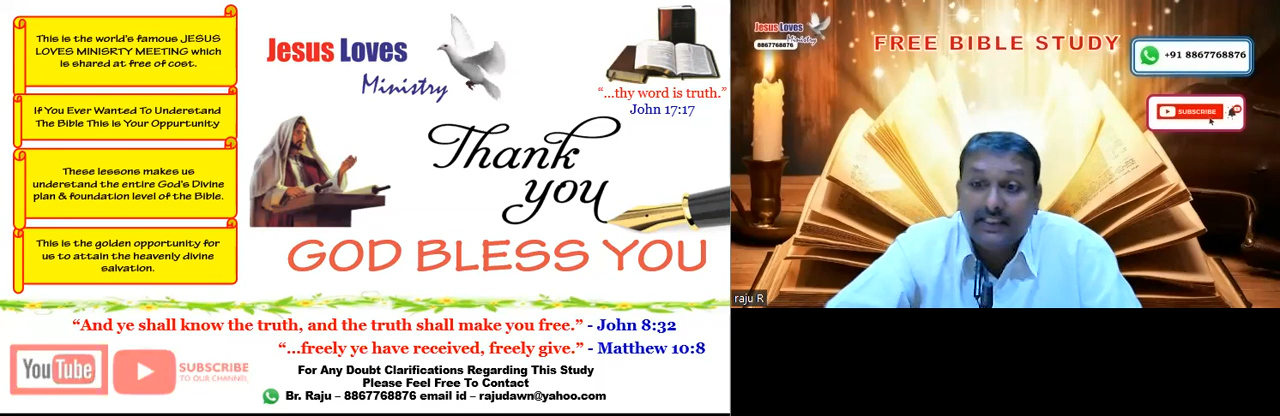 This is the world's famous JESUS
LOVES MINISRTY MEETING which
is shared at free of cost.
If You Ever Wanted To Understand
The Bible This is Your Oppurtunity
These lessons makes us
understand the entire God's Divine
plan & foundation level of the Bible.
This is the golden opportunity for
us to attain the heavenly divine
salvation.
Jesus Loves
Ministry
"...thy word is truth."
John 17:17
Thank
you
GOD BLESS YOU
"And ye shall know the truth, and the truth shall make you free." - John 8:32
"...freely ye have received, freely give." - Matthew 10:8
YouTube
SUBSCRIBE
TO OUR CHANNEL
For Any Doubt Clarifications Regarding This Study
Please Feel Free To Contact
Br. Raju – 8867768876 email id – rajudawn@yahoo.com
Jesus Loves
Ministry
8867768876
FREE BIBLE STUDY
+91 8867768876
SUBSCRIBE
raju R